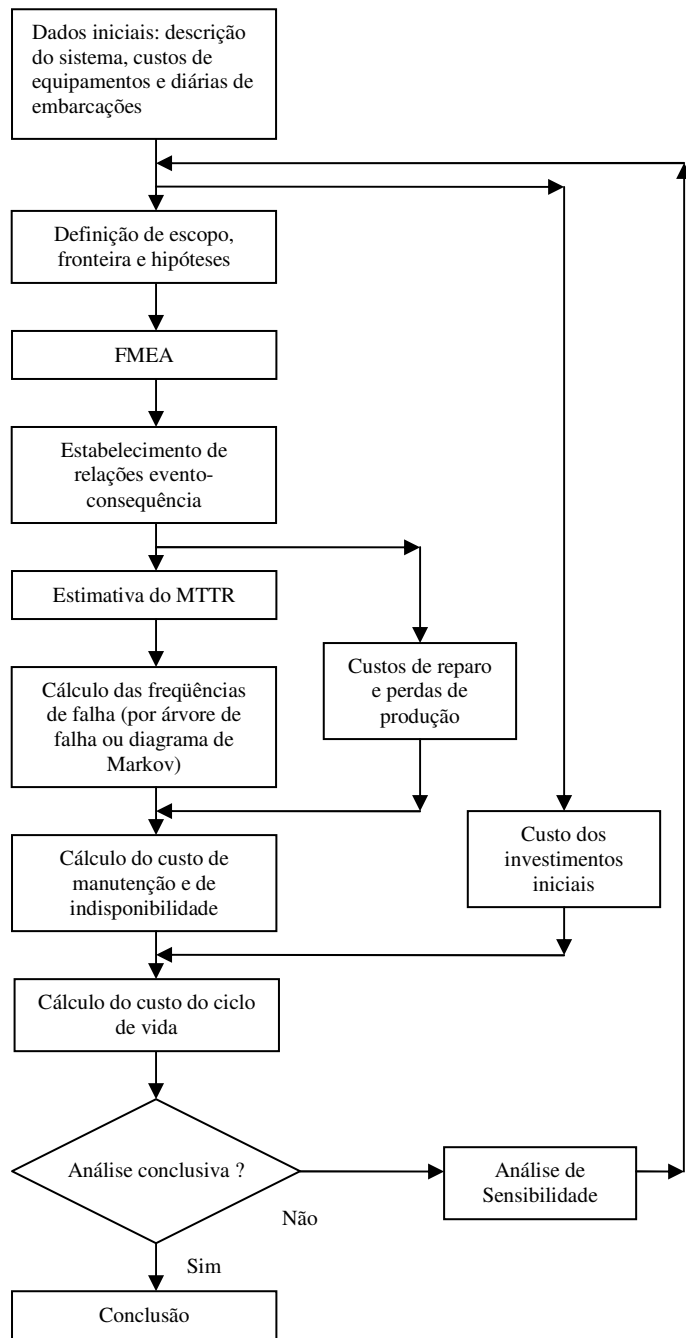 Dados iniciais: descrição
do sistema, custos de
equipamentos e diárias de
embarcações
Definição de escopo,
fronteira e hipóteses
FMEA
Estabelecimento de
relações evento-
consequência
Estimativa do MTTR
Cálculo das freqüências
de falha (por árvore de
falha ou diagrama de
Markov)
Custos de reparo
e perdas de
produção
Cálculo do custo de
manutenção e de
indisponibilidade
Custo dos
investimentos
iniciais
Cálculo do custo do ciclo
de vida
Análise conclusiva ?
Não
Análise de
Sensibilidade
Sim
Conclusão